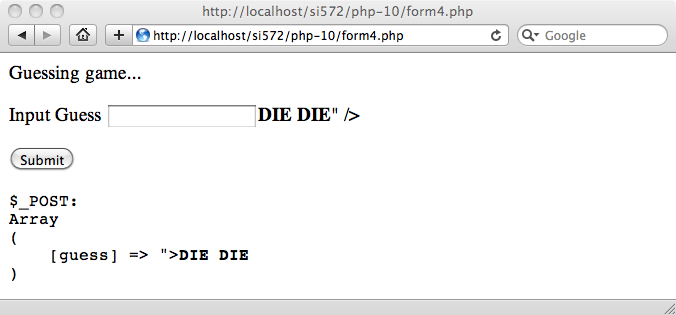 http://localhost/si572/php-10/form4.php
http://localhost/si572/php-10/form4.php
Google
Guessing game...
Input Guess DIE DIE" />
Submit
$_POST:
Array
(
[guess] => ">DIE DIE
)